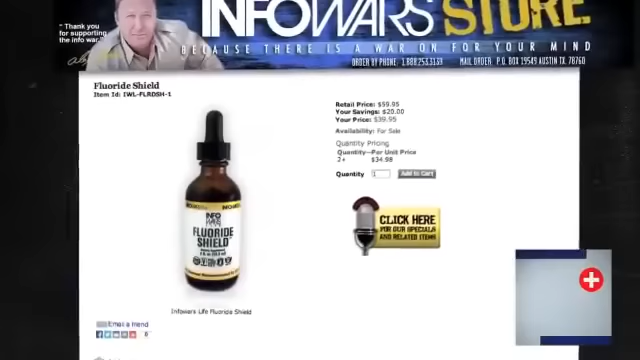 "Thank you
for supporting
the info war."
INFOWARS STORE
BECAUSE THERE IS A WAR ON FOR YOUR MIND
ORDER BY PHONE: 1.888.253.3139 MAIL ORDER: P.O. BOX 19549 AUSTIN TX. 78760
Fluoride Shield
Item Id: IWL-FLRDSH-1
Retail Price: $59.95
Your Savings: $20.00
Your Price: $39.95
Availability: For Sale
Quantity Pricing
Quantity—Per Unit Price
2+ $34.98
Quantity 1 Add to Cart
CLICK HERE
FOR OUR SPECIALS
AND RELATED ITEMS
INFO
WARS
FLUORIDE
SHIELD
Infowars Life Fluoride Shield
Email a friend